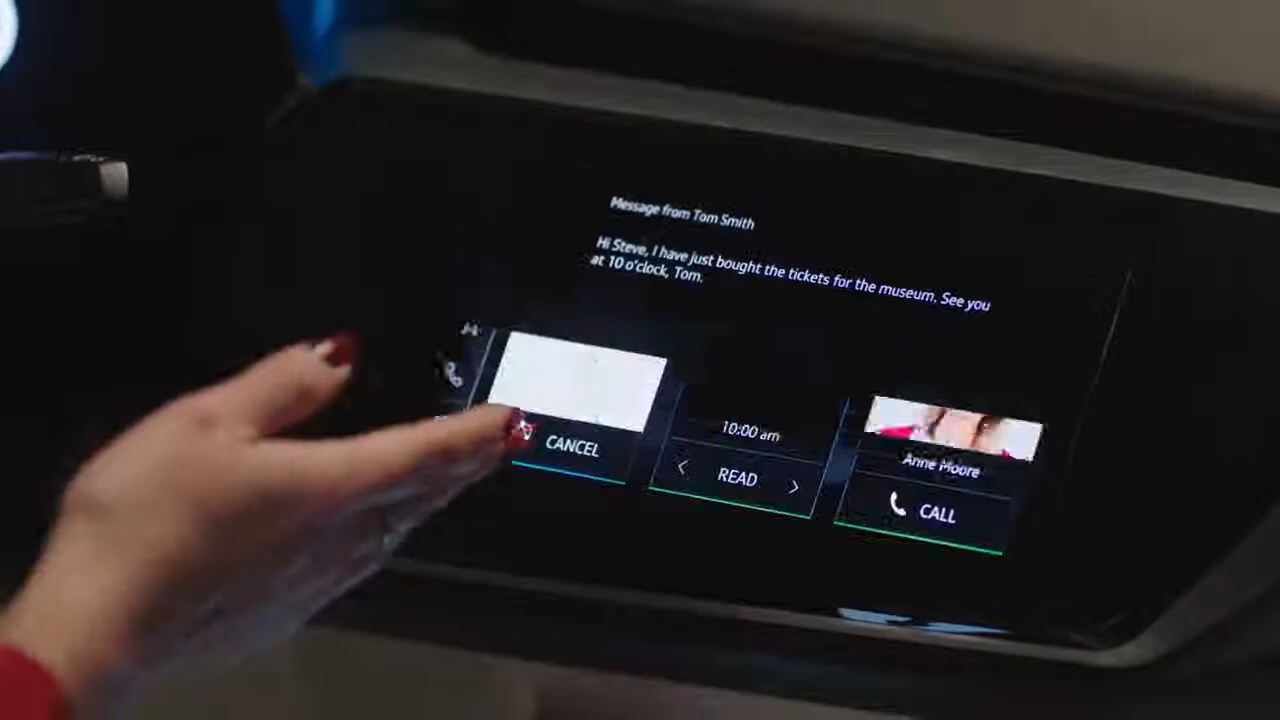 Message from Tom Smith
Hi Steve, I have just bought the tickets for the museum. See you
at 10 o'clock, Tom.
CANCEL
10:00 am
READ
Anne Moore
CALL